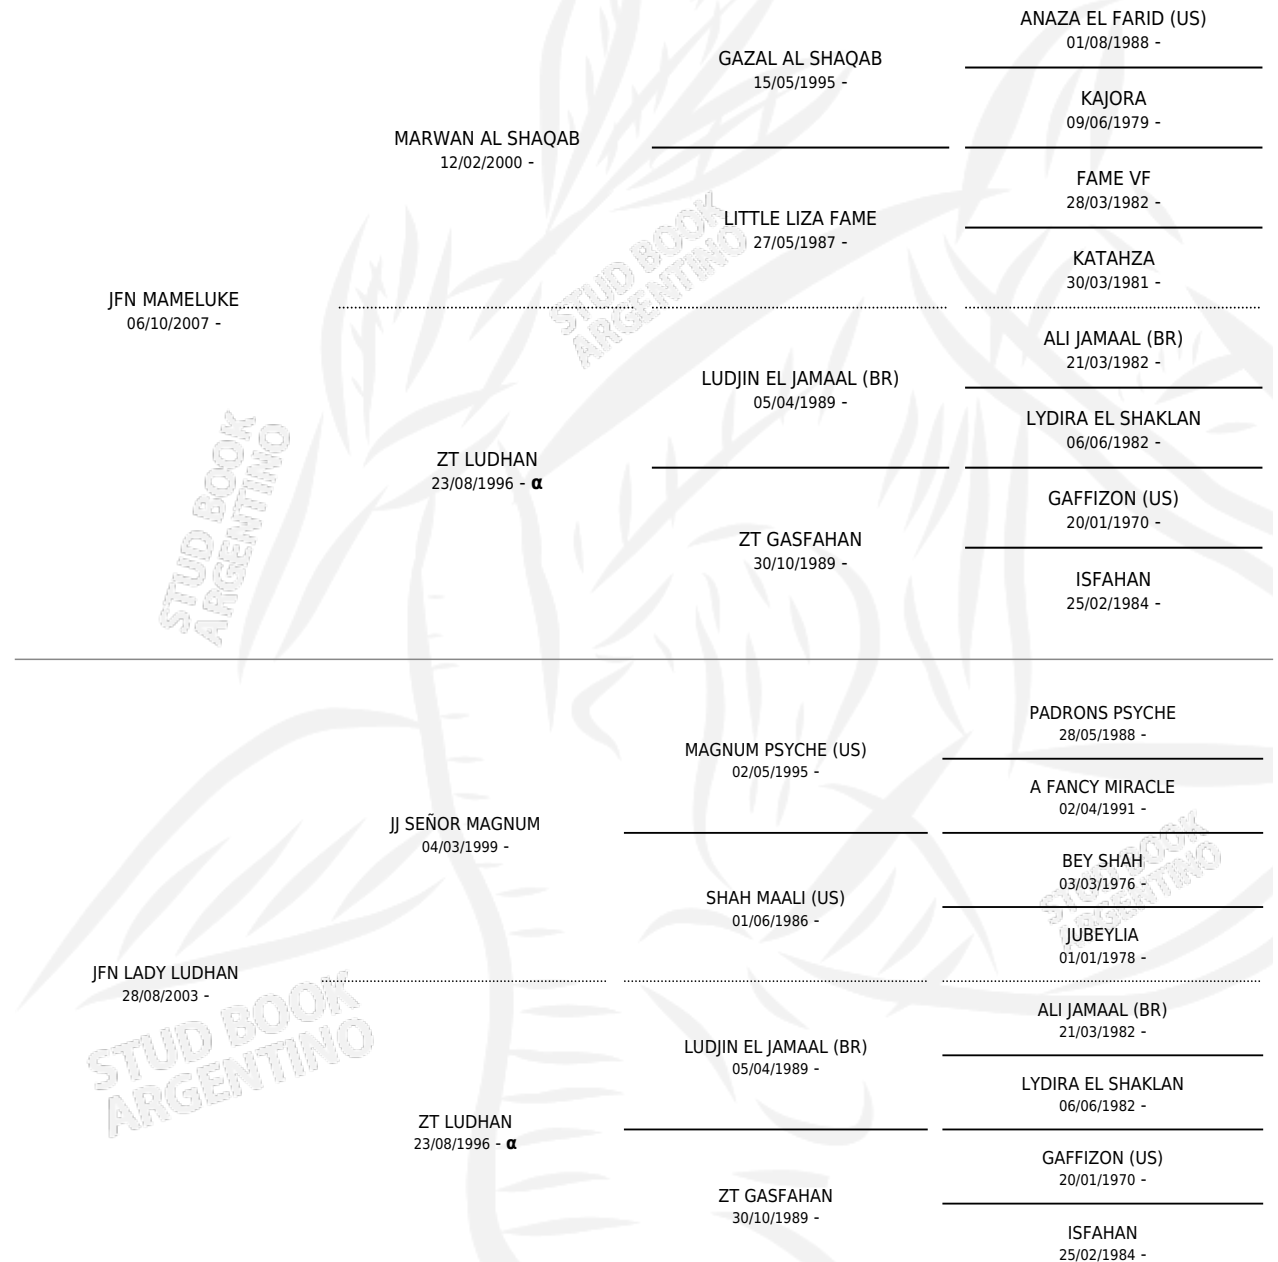 ANAZA EL FARID (US)
01/08/1988 -
GAZAL AL SHAQAB
15/05/1995 -
KAJORA
09/06/1979 -
MARWAN AL SHAQAB
12/02/2000 -
FAME VF
28/03/1982 -
LITTLE LIZA FAME
27/05/1987 -
KATAHZA
30/03/1981 -
JFN MAMELUKE
06/10/2007 -
STUD BOOK
ARGENTINO
ALI JAMAAL (BR)
21/03/1982 -
LUDJIN EL JAMAAL (BR)
05/04/1989 -
LYDIRA EL SHAKLAN
06/06/1982 -
ZT LUDHAN
23/08/1996 - α
GAFFIZON (US)
20/01/1970 -
ZT GASFAHAN
30/10/1989 -
ISFAHAN
25/02/1984 -
STUD BOOK
ARGENTINO
PADRONS PSYCHE
28/05/1988 -
MAGNUM PSYCHE (US)
02/05/1995 -
A FANCY MIRACLE
02/04/1991 -
JJ SEÑOR MAGNUM
04/03/1999 -
BEY SHAH
03/03/1976 -
SHAH MAALI (US)
01/06/1986 -
JUBEYLIA
01/01/1978 -
STUD BOOK
ARGENTINO
JFN LADY LUDHAN
28/08/2003 -
ALI JAMAAL (BR)
21/03/1982 -
LUDJIN EL JAMAAL (BR)
05/04/1989 -
LYDIRA EL SHAKLAN
06/06/1982 -
STUD BOOK
ARGENTINO
ZT LUDHAN
23/08/1996 - α
GAFFIZON (US)
20/01/1970 -
ZT GASFAHAN
30/10/1989 -
ISFAHAN
25/02/1984 -